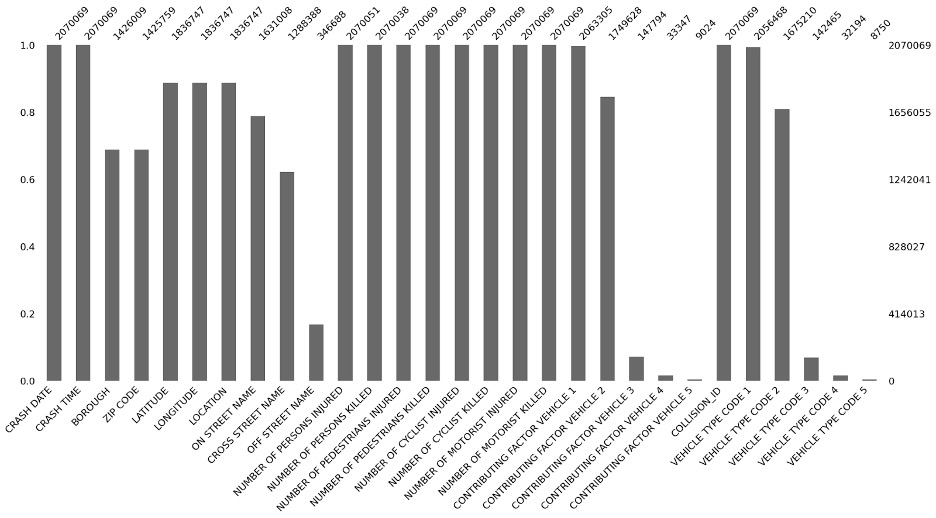 2070069
2070069
1426009
1425759
1836747
1836747
1836747
1631008
1288388
346688
2070051
2070038
2070069
2070069
2070069
2070069
2070069
2070069
2063305
1749628
147794
33347
9024
2070069
2056468
1675210
142465
32194
8750
1.0
2070069
0.8
1656055
0.6
1242041
0.4
828027
0.2
414013
0.0
0
CRASH DATE
CRASH TIME
BOROUGH
ZIP CODE
LATITUDE
LONGITUDE
LOCATION
ON STREET NAME
CROSS STREET NAME
OFF STREET NAME
NUMBER OF PERSONS INJURED
NUMBER OF PERSONS KILLED
NUMBER OF PEDESTRIANS INJURED
NUMBER OF PEDESTRIANS KILLED
NUMBER OF CYCLIST INJURED
NUMBER OF CYCLIST KILLED
NUMBER OF MOTORIST INJURED
NUMBER OF MOTORIST KILLED
CONTRIBUTING FACTOR VEHICLE 1
CONTRIBUTING FACTOR VEHICLE 2
CONTRIBUTING FACTOR VEHICLE 3
CONTRIBUTING FACTOR VEHICLE 4
CONTRIBUTING FACTOR VEHICLE 5
COLLISION_ID
VEHICLE TYPE CODE 1
VEHICLE TYPE CODE 2
VEHICLE TYPE CODE 3
VEHICLE TYPE CODE 4
VEHICLE TYPE CODE 5